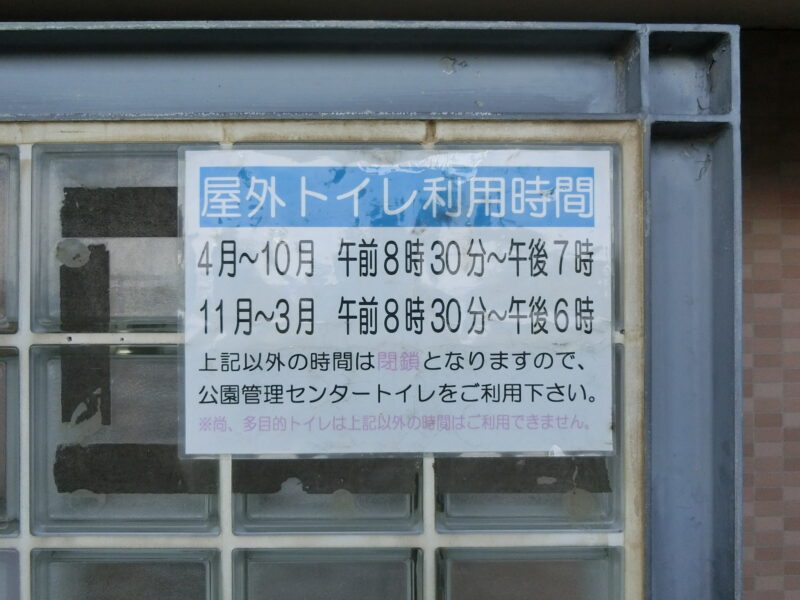 屋外トイレ利用時間
4月～10月　午前8時30分～午後7時
11月～3月　午前8時30分～午後6時
上記以外の時間は閉鎖となりますので、
公園管理センタートイレをご利用下さい。
※尚、多目的トイレは上記以外の時間はご利用できません。